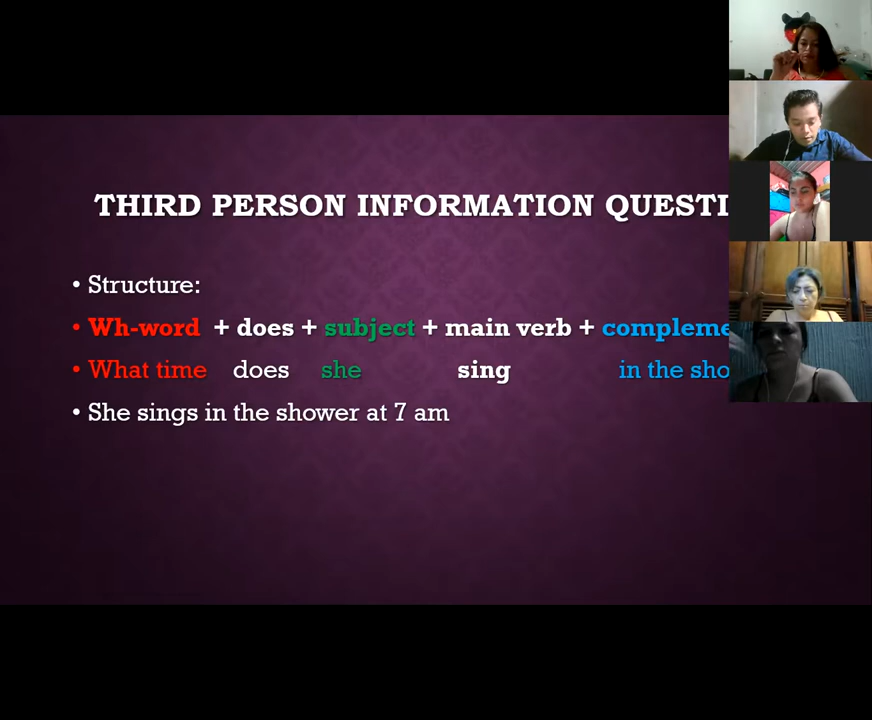 THIRD PERSON INFORMATION QUESTI
• Structure:
• Wh-word + does + subject + main verb + compleme
• What time does she sing in the sho
• She sings in the shower at 7 am